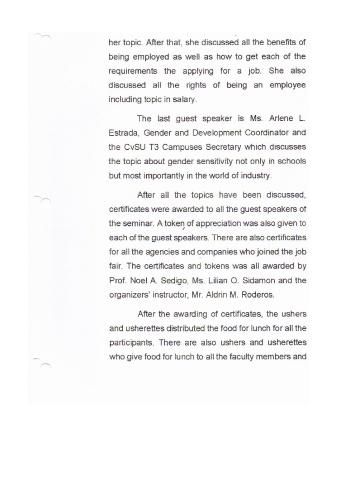 her topic. After that, she discussed all the benefits of
being employed as well as how to get each of the
requirements the applying for a job. She also
discussed all the rights of being an employee
including topic in salary.
The last guest speaker is Ms. Arlene L.
Estrada, Gender and Development Coordinator and
the CvSU T3 Campuses Secretary which discusses
the topic about gender sensitivity not only in schools
but most importantly in the world of industry.
After all the topics have been discussed,
certificates were awarded to all the guest speakers of
the seminar. A token of appreciation was also given to
each of the guest speakers. There are also certificates
for all the agencies and companies who joined the job
fair. The certificates and tokens was all awarded by
Prof. Noel A. Sedigo, Ms. Lilian O. Sidamon and the
organizers' instructor, Mr. Aldrin M. Roderos.
After the awarding of certificates, the ushers
and usherettes distributed the food for lunch for all the
participants. There are also ushers and usherettes
who give food for lunch to all the faculty members and